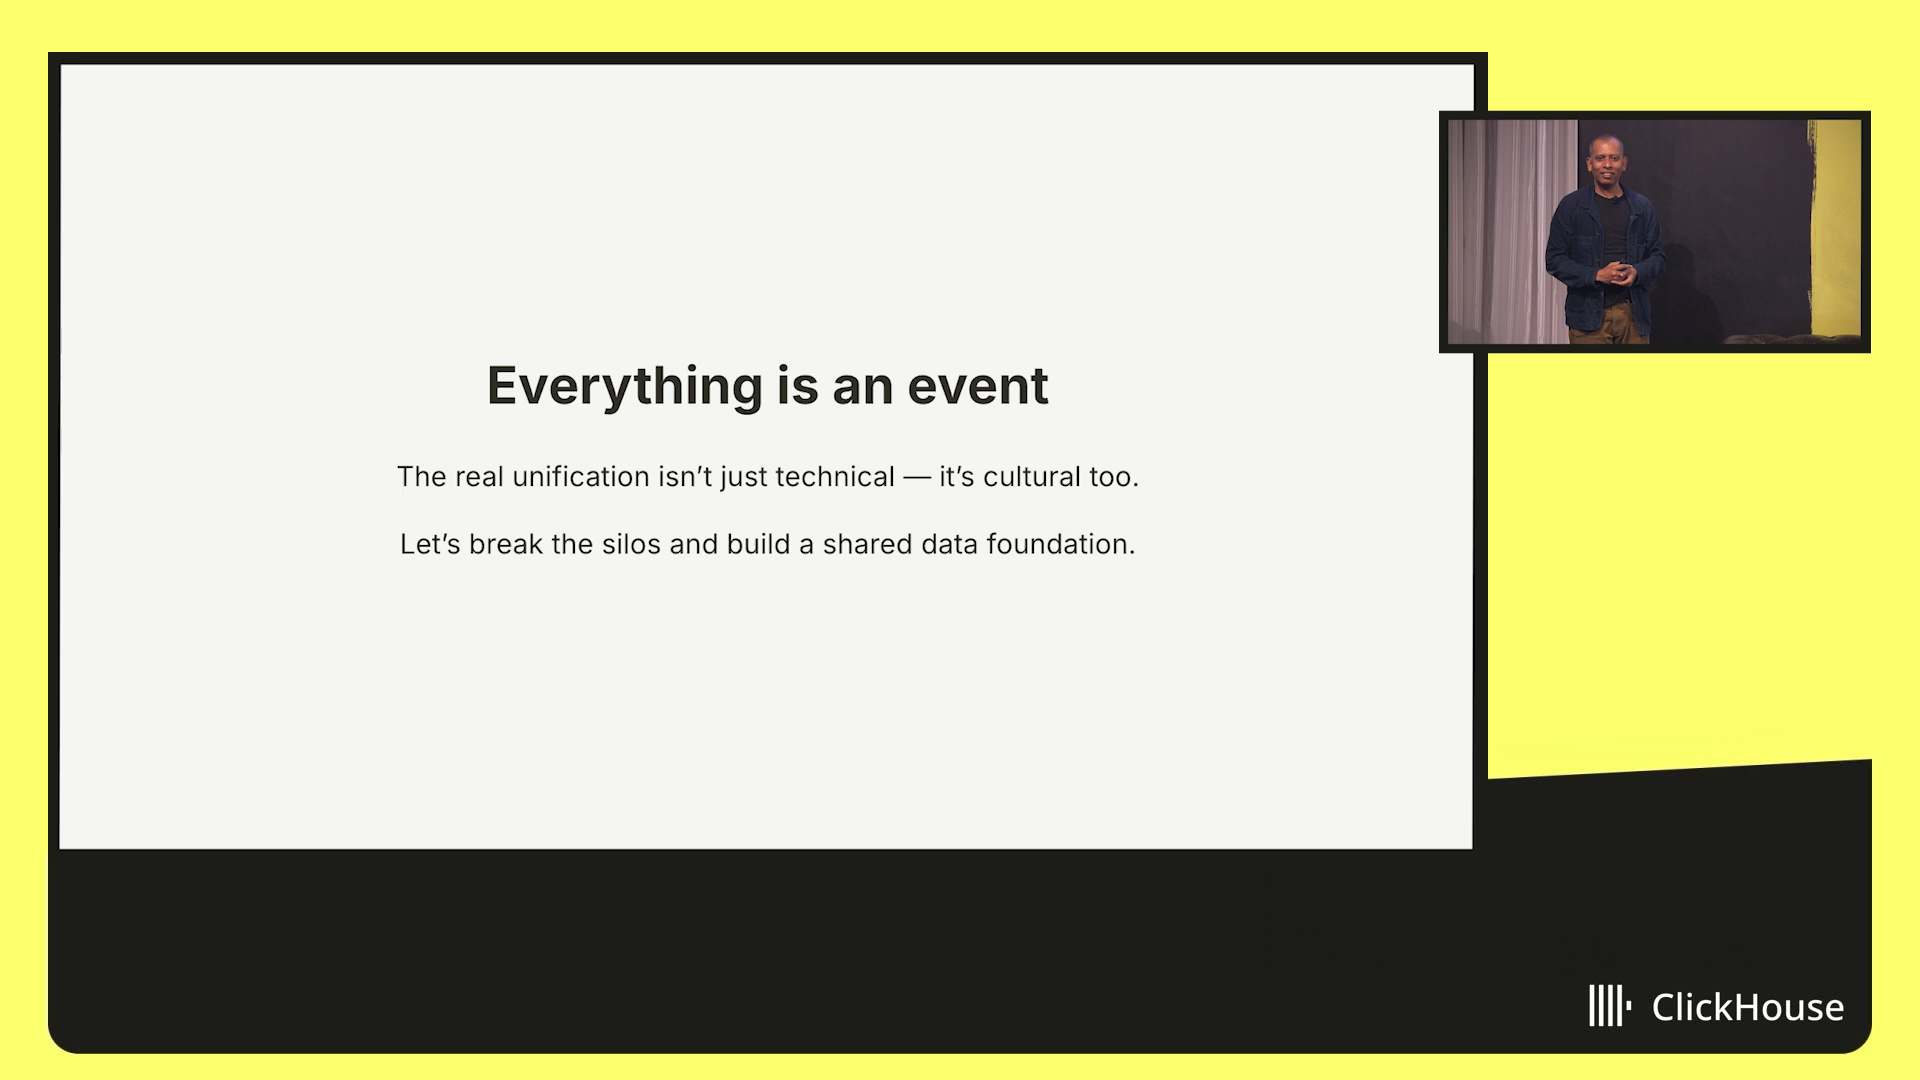 Everything is an event
The real unification isn’t just technical — it’s cultural too.
Let’s break the silos and build a shared data foundation.
ClickHouse